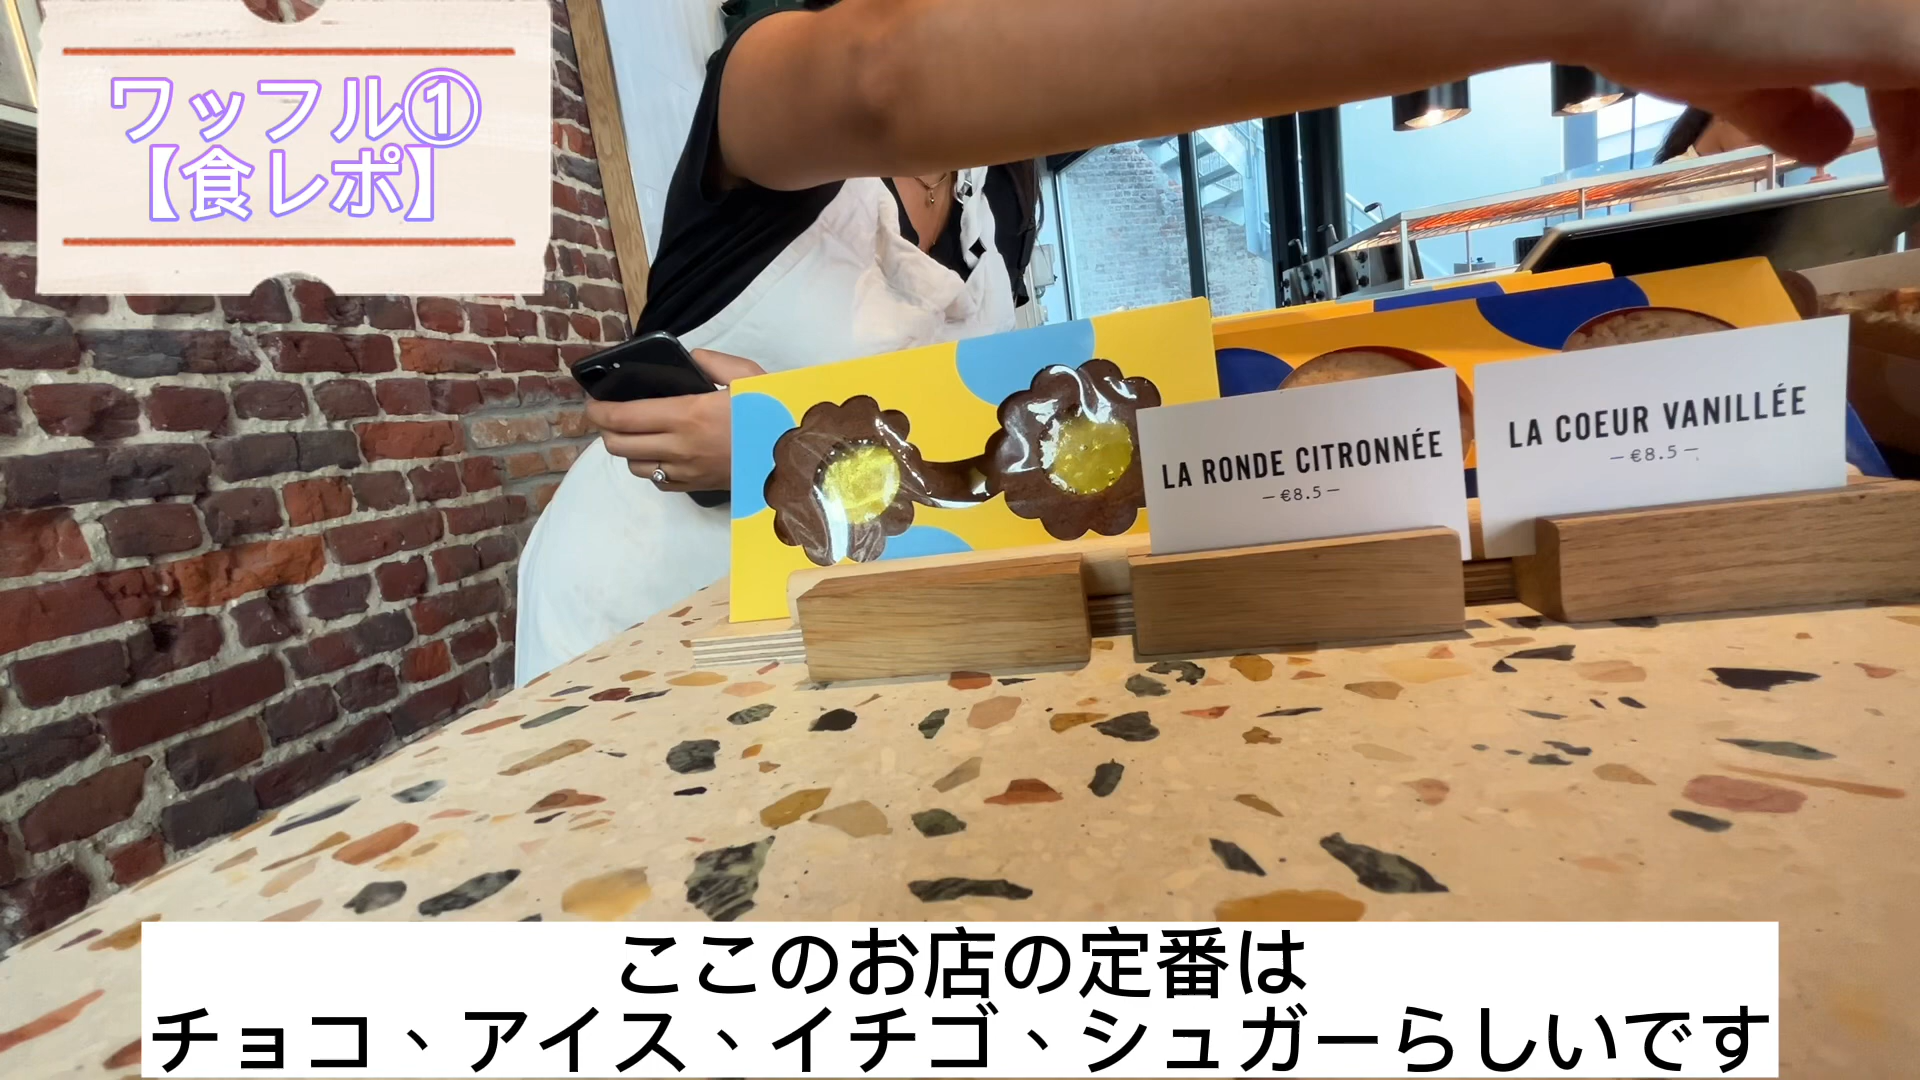 ワッフル①
【食レポ】
LA RONDE CITRONNÉE
–€8.5–
LA COEUR VANILLÉE
–€8.5–
ここのお店の定番は
チョコ、アイス、イチゴ、シュガーらしいです